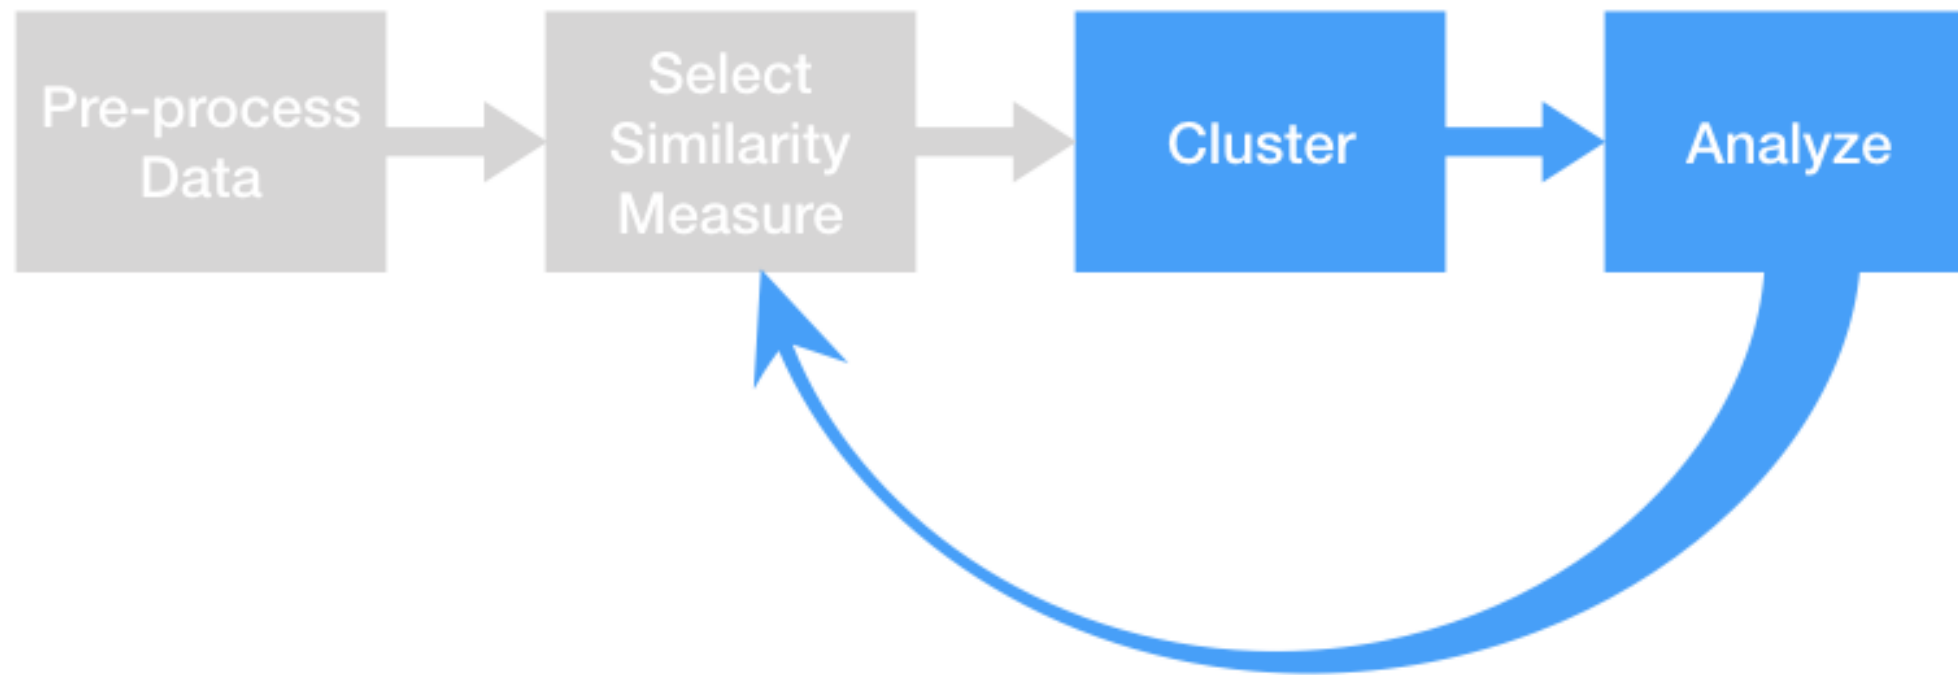 Pre-process
Data
Select
Similarity
Measure
Cluster
Analyze